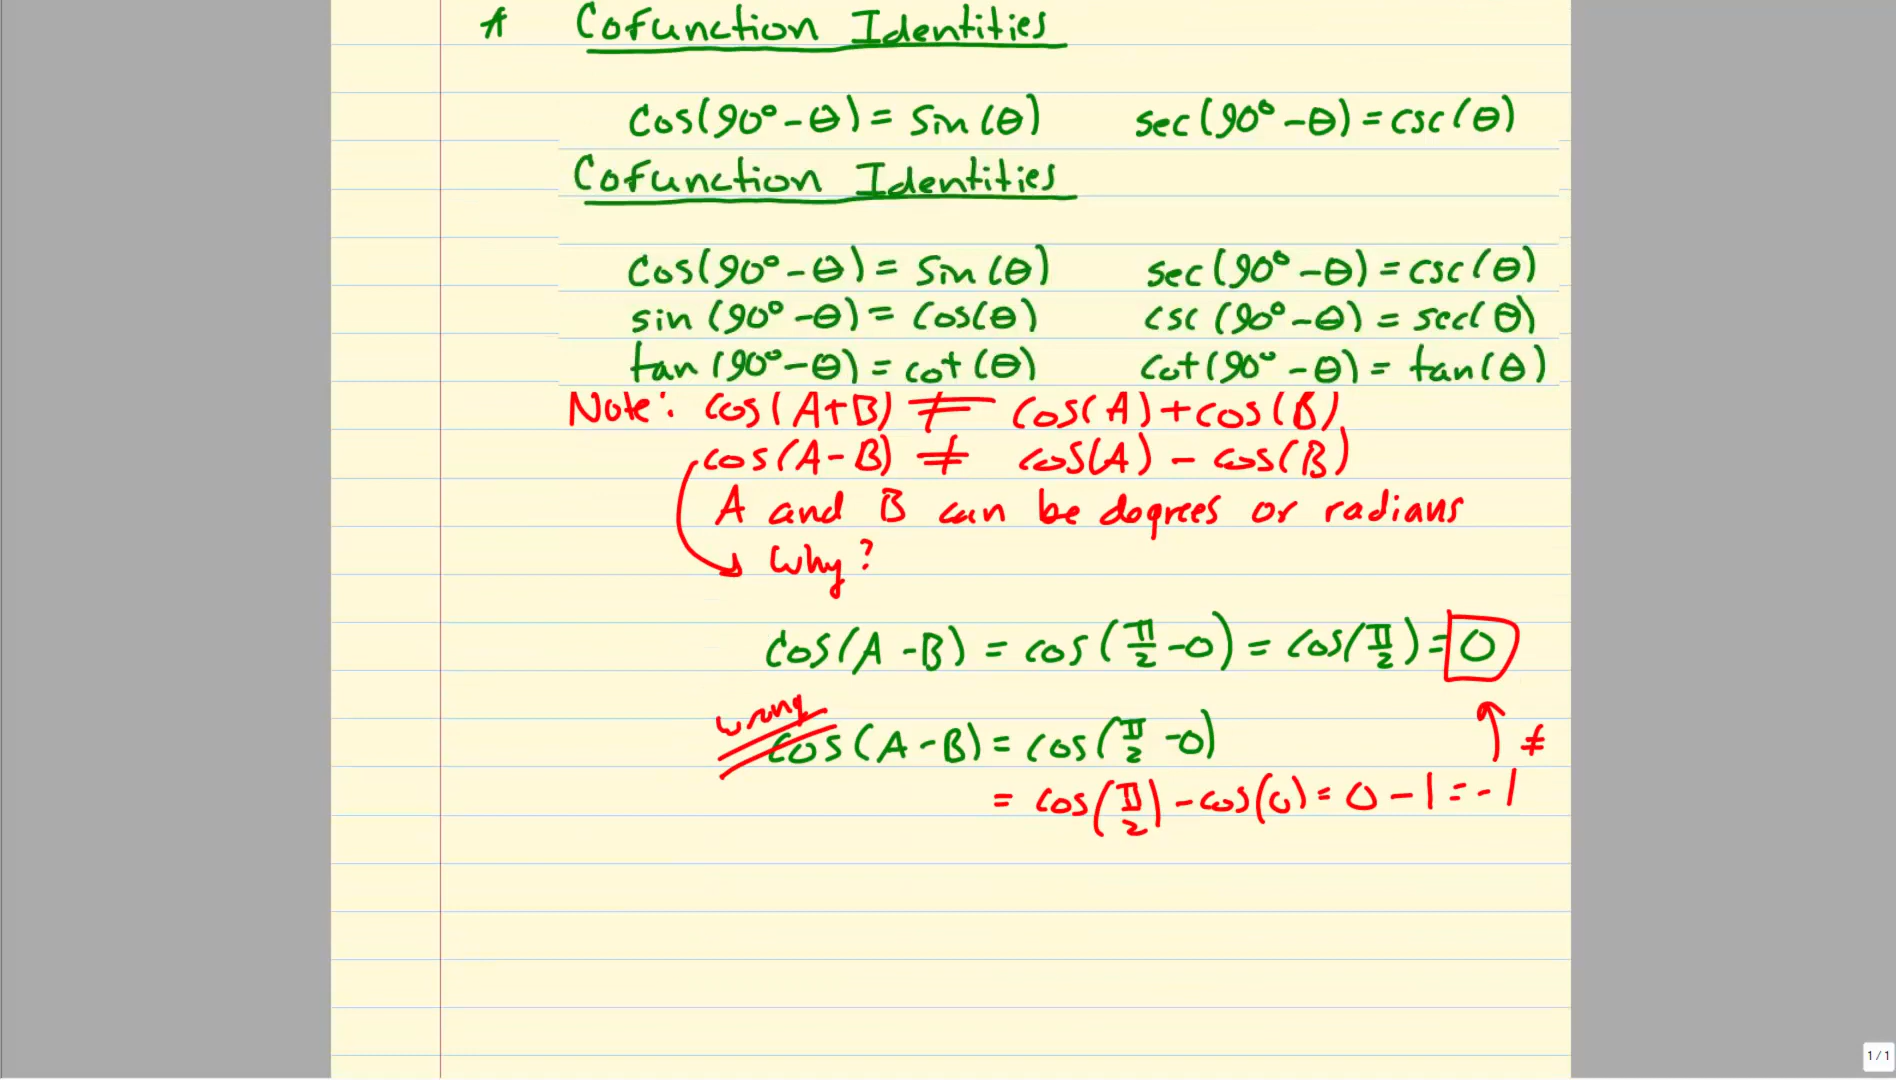 * Cofunction Identities
cos(90° - θ) = sin(θ) sec(90° - θ) = csc(θ)
Cofunction Identities
cos(90° - θ) = sin(θ) sec(90° - θ) = csc(θ)
sin(90° - θ) = cos(θ) csc(90° - θ) = sec(θ)
tan(90° - θ) = cot(θ) cot(90° - θ) = tan(θ)
Note: cos(A+B) ≠ cos(A) + cos(B)
cos(A - B) ≠ cos(A) - cos(B)
A and B can be degrees or radians
Why?
cos(A - B) = cos(π/2 - 0) = cos(π/2) = 0
wrong
cos(A - B) = cos(π/2 - 0)
≠
= cos(π/2) - cos(0) = 0 - 1 = -1
1 / 1